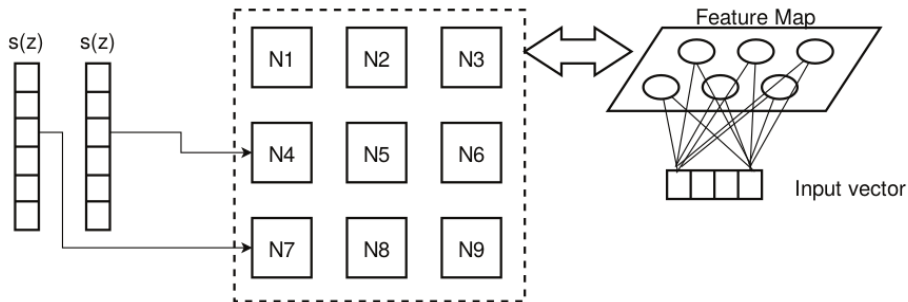 Feature Map
s(z) s(z)
N1 N2 N3
N4 N5 N6
Input vector
N7 N8 N9